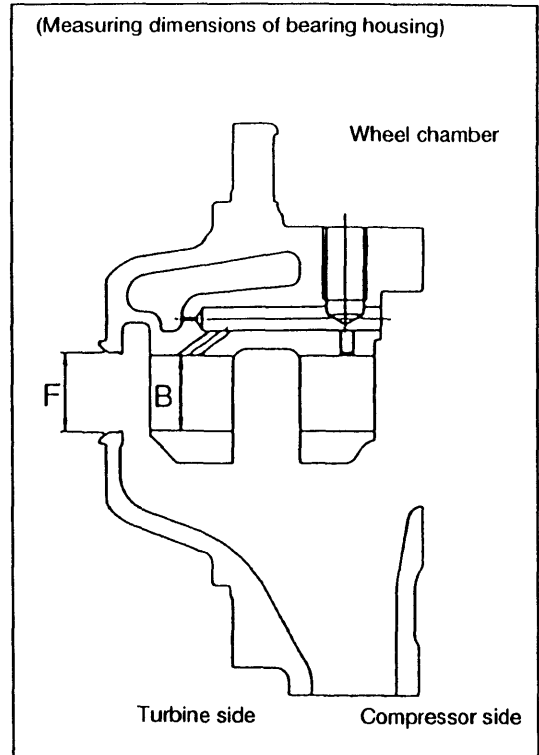 (Measuring dimensions of bearing housing)
Wheel chamber
F
B
Turbine side
Compressor side